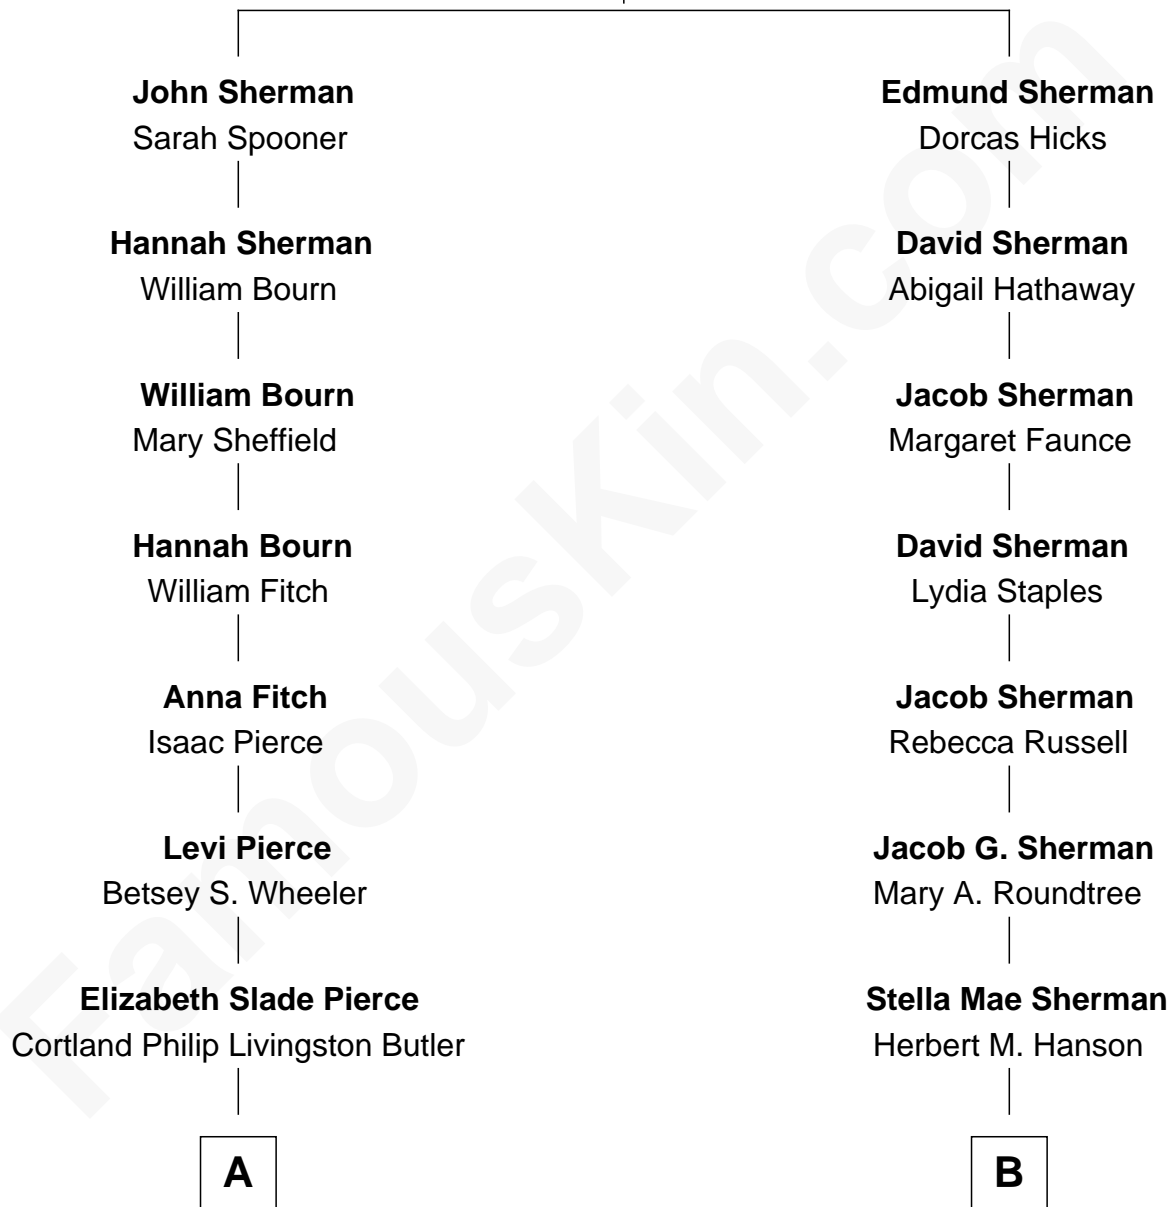 John Sherman
Sarah Spooner
Hannah Sherman
William Bourn
William Bourn
Mary Sheffield
Hannah Bourn
William Fitch
Anna Fitch
Isaac Pierce
Levi Pierce
Betsey S. Wheeler
Elizabeth Slade Pierce
Cortland Philip Livingston Butler
A
Edmund Sherman
Dorcas Hicks
David Sherman
Abigail Hathaway
Jacob Sherman
Margaret Faunce
David Sherman
Lydia Staples
Jacob Sherman
Rebecca Russell
Jacob G. Sherman
Mary A. Roundtree
Stella Mae Sherman
Herbert M. Hanson
B
FamousKin.com